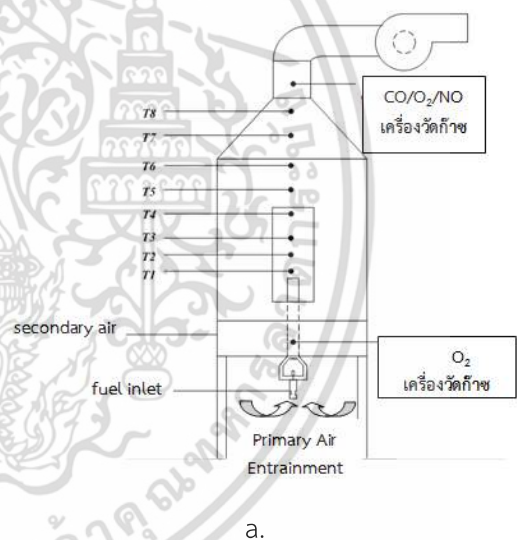 CO/O₂/NO
เครื่องวัดก๊าซ
T8
T7
T6
T5
T4
T3
T2
T1
secondary air
O₂
เครื่องวัดก๊าซ
fuel inlet
Primary Air
Entrainment
a.